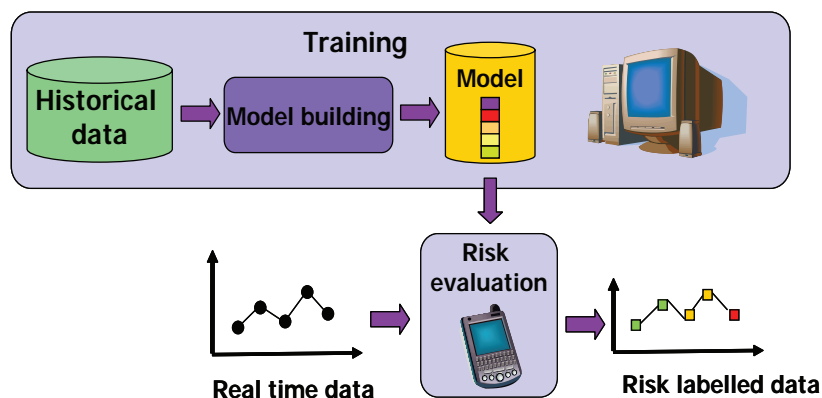 Training
Historical
data
Model building
Model
Risk
evaluation
Real time data
Risk labelled data